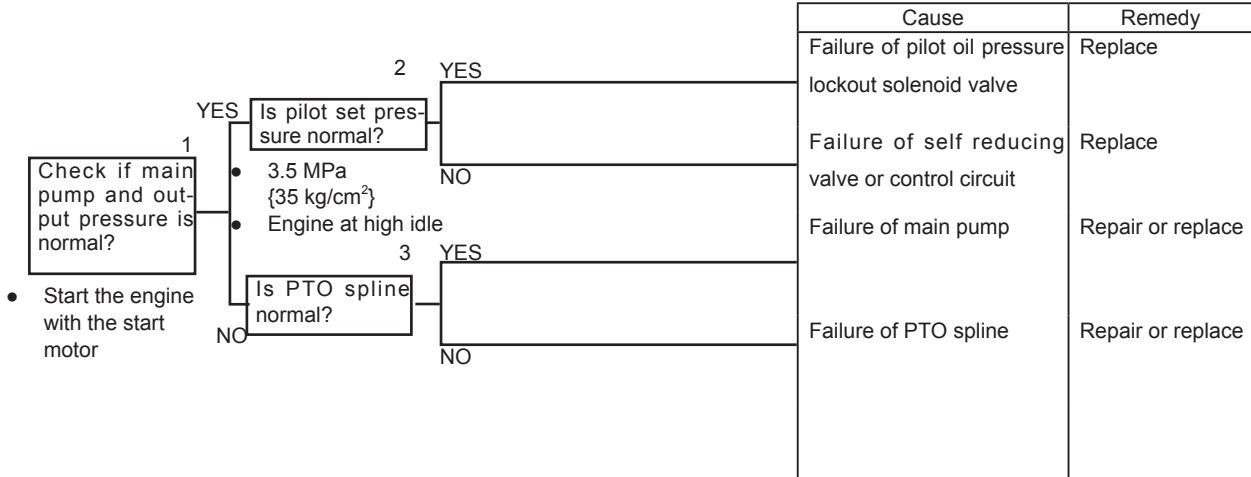 Cause Remedy
Failure of pilot oil pressure Replace
lockout solenoid valve
2 YES
YES Is pilot set pres-
sure normal?
1
Check if main
pump and out-
put pressure is
normal?
● 3.5 MPa
{35 kg/cm²}
● Engine at high idle
NO
Failure of self reducing Replace
valve or control circuit
Failure of main pump Repair or replace
3 YES
● Start the engine
with the start
motor
NO
Is PTO spline
normal?
NO
Failure of PTO spline Repair or replace